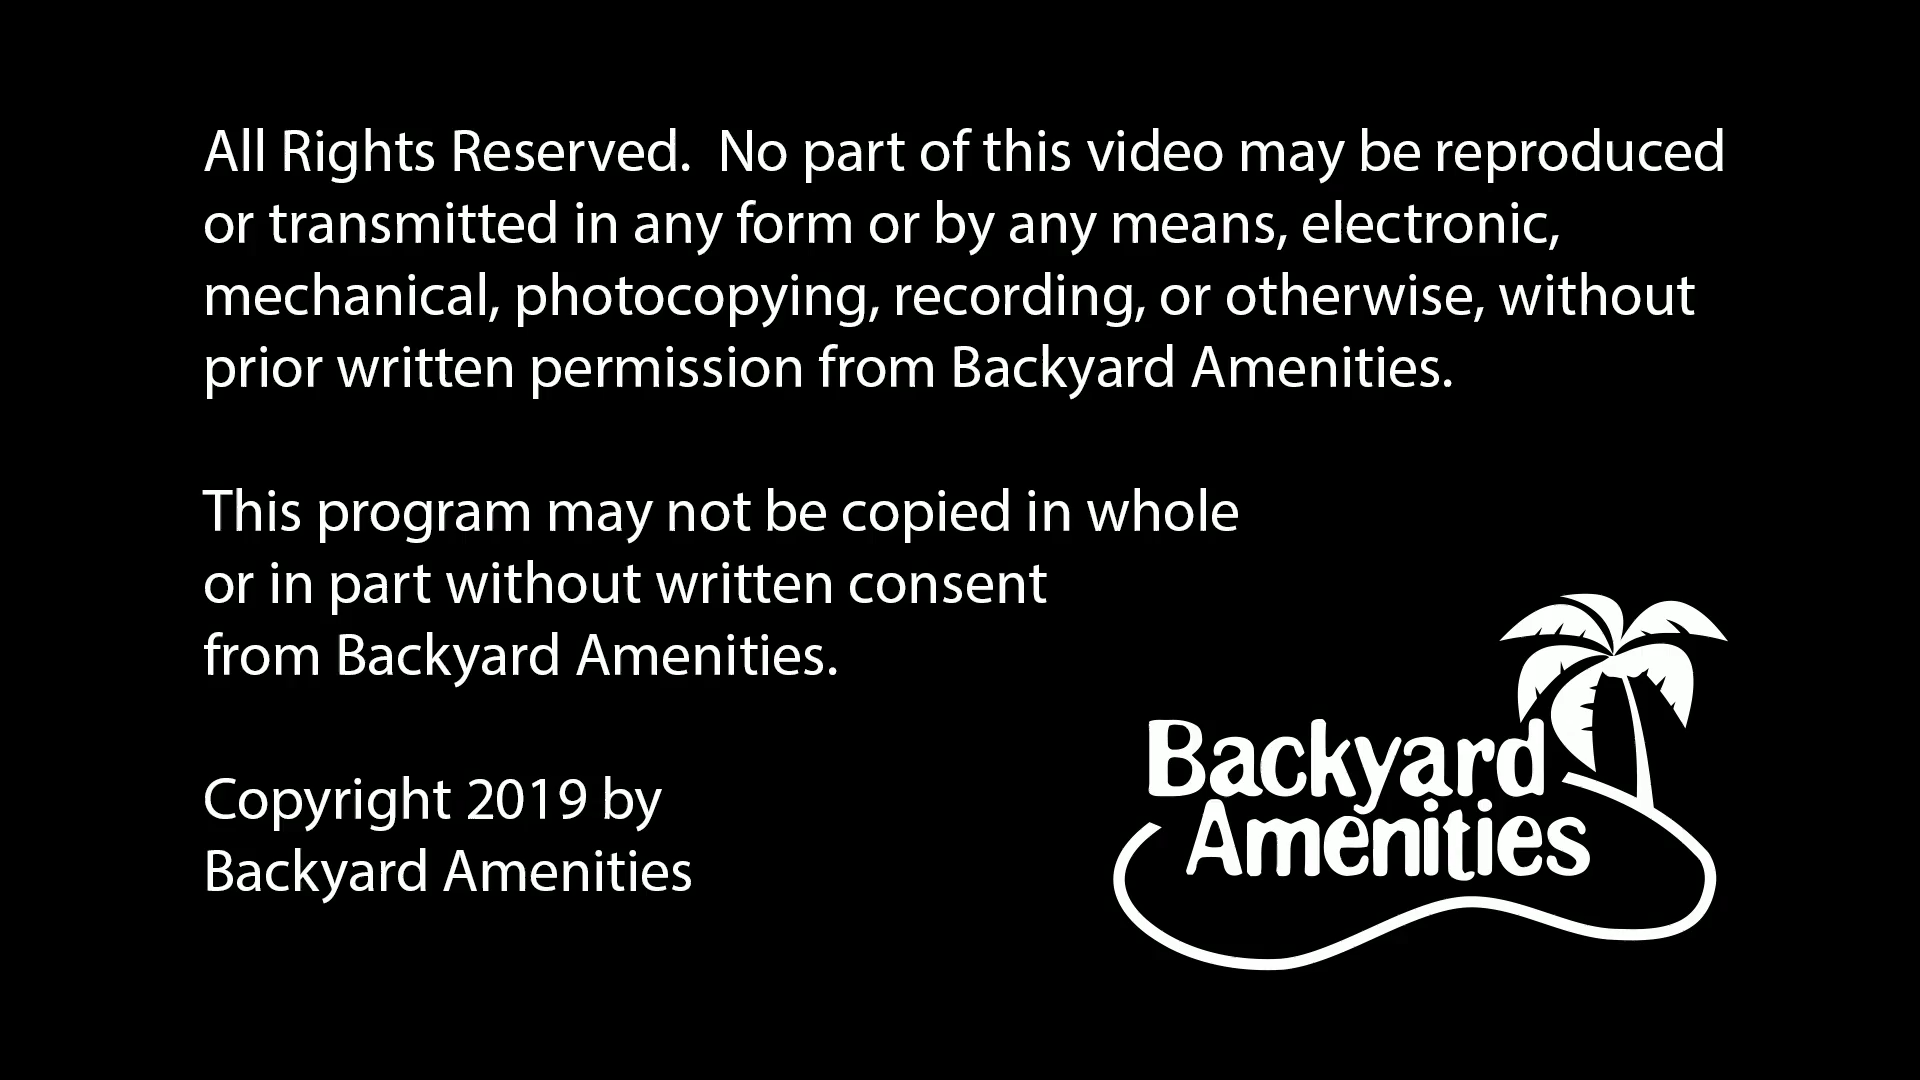 All Rights Reserved.  No part of this video may be reproduced
or transmitted in any form or by any means, electronic,
mechanical, photocopying, recording, or otherwise, without
prior written permission from Backyard Amenities.
This program may not be copied in whole
or in part without written consent
from Backyard Amenities.
Copyright 2019 by
Backyard Amenities
Backyard
Amenities